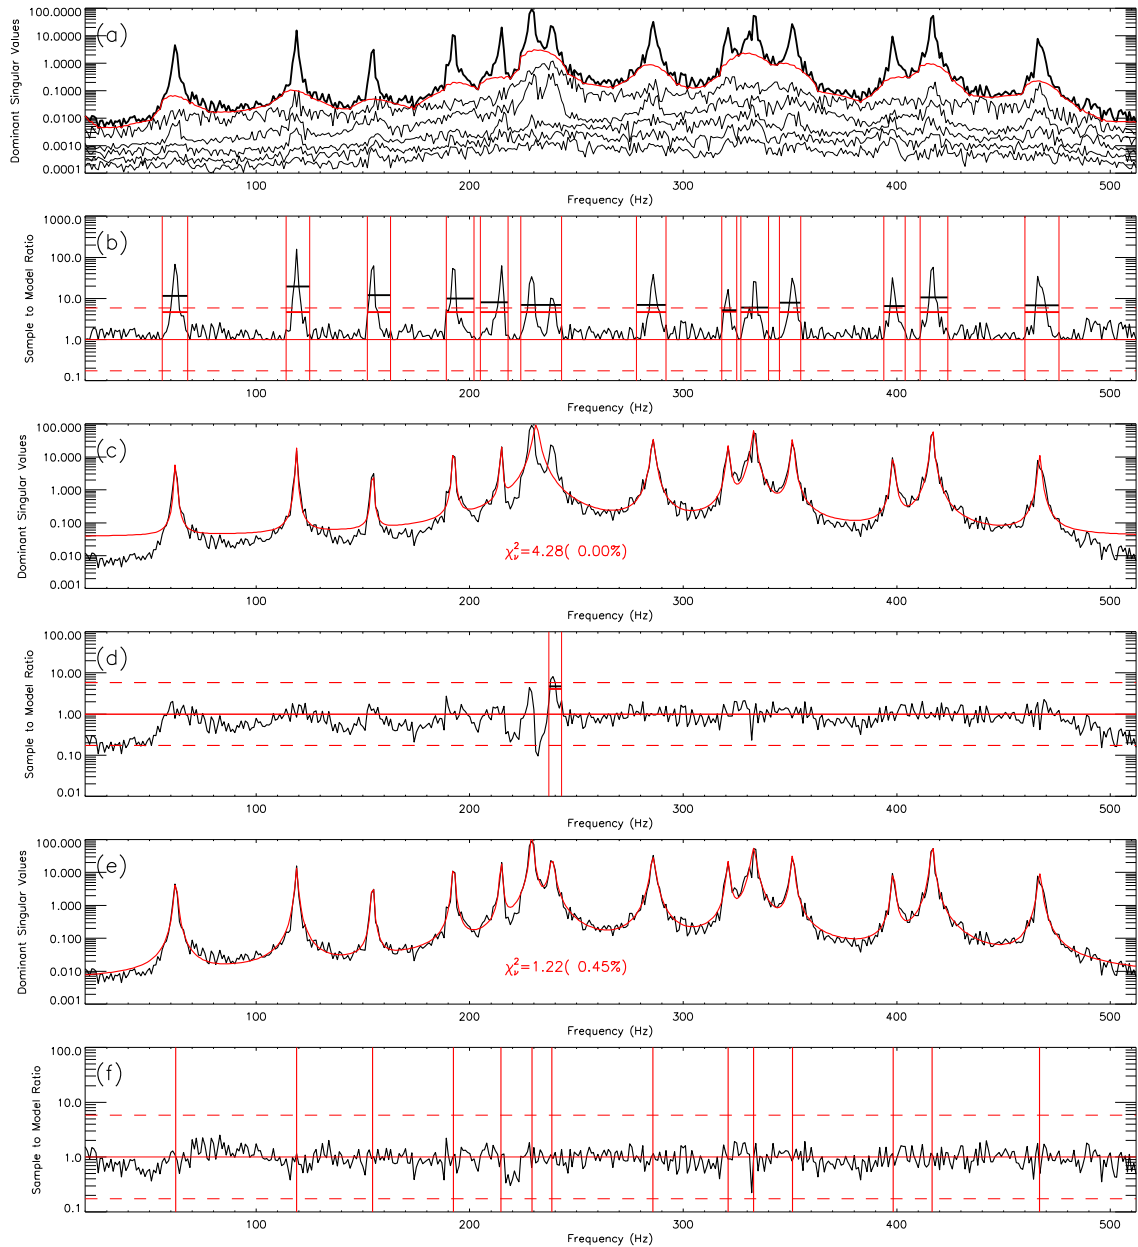 (a)
Dominant Singular Values
100.0000
10.0000
1.0000
0.1000
0.0100
0.0010
0.0001
100 200 300 400 500
Frequency (Hz)
(b)
Sample to Model Ratio
1000.0
100.0
10.0
1.0
0.1
100 200 300 400 500
Frequency (Hz)
(c)
Dominant Singular Values
100.000
10.000
1.000
0.100
0.010
0.001
χ²ᵥ=4.28( 0.00%)
100 200 300 400 500
Frequency (Hz)
(d)
Sample to Model Ratio
100.00
10.00
1.00
0.10
0.01
100 200 300 400 500
Frequency (Hz)
(e)
Dominant Singular Values
100.000
10.000
1.000
0.100
0.010
0.001
χ²ᵥ=1.22( 0.45%)
100 200 300 400 500
Frequency (Hz)
(f)
Sample to Model Ratio
100.0
10.0
1.0
0.1
100 200 300 400 500
Frequency (Hz)